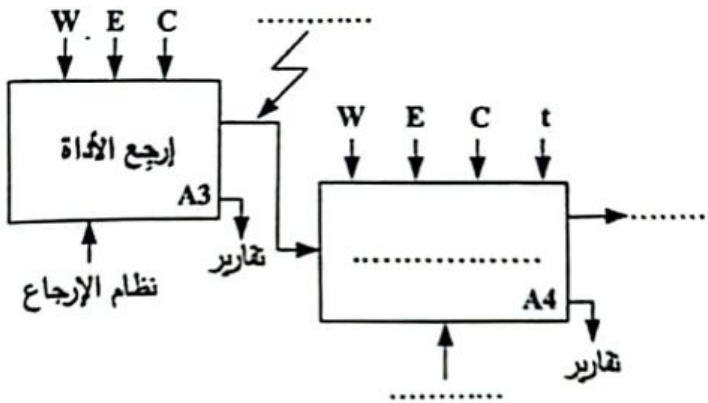 W E C
....................
إرجع الأداة
A3
تقارير
نظام الإرجاع
W E C t
.............................
..............
A4
تقارير
..................